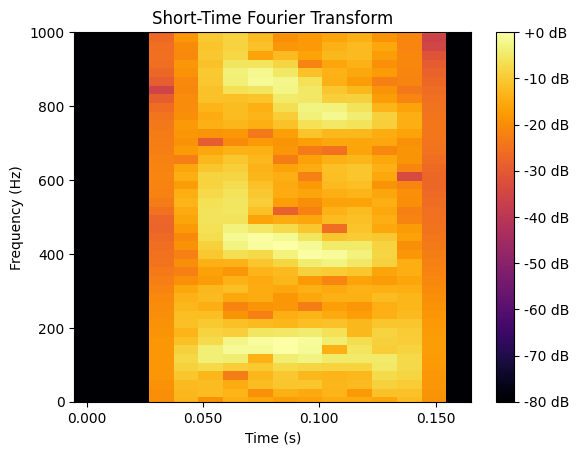 Short-Time Fourier Transform
1000
800
600
400
200
0
Frequency (Hz)
0.000
0.050
0.100
0.150
Time (s)
+0 dB
-10 dB
-20 dB
-30 dB
-40 dB
-50 dB
-60 dB
-70 dB
-80 dB